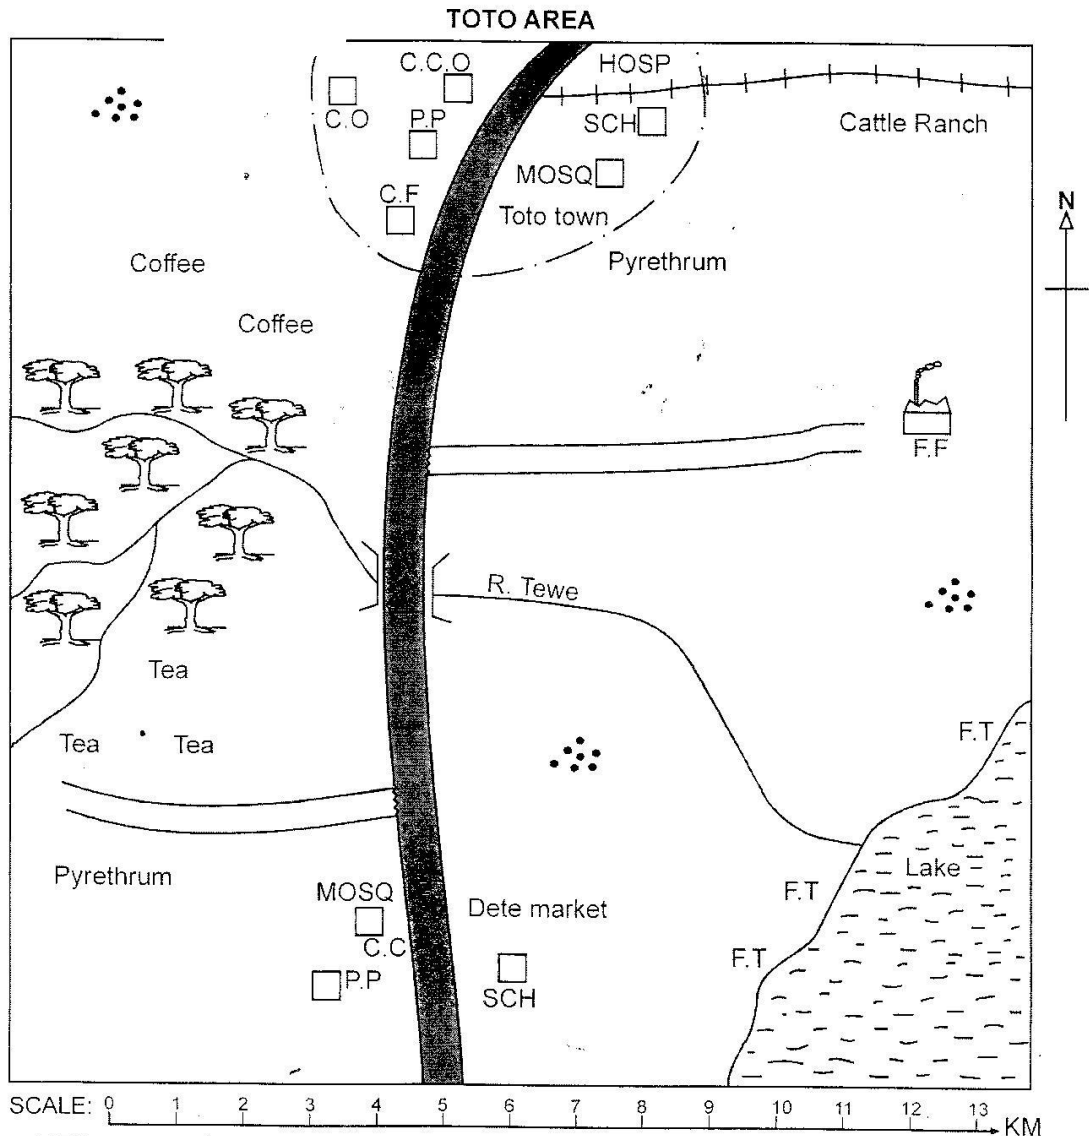 TOTO AREA
C.C.O
HOSP
C.O
P.P
SCH
Cattle Ranch
MOSQ
C.F
Toto town
N
Coffee
Pyrethrum
Coffee
F.F
R. Tewe
Tea
F.T
Tea
Tea
Pyrethrum
Lake
MOSQ
F.T
Dete market
C.C
F.T
P.P
SCH
SCALE: 0 1 2 3 4 5 6 7 8 9 10 11 12 13 KM